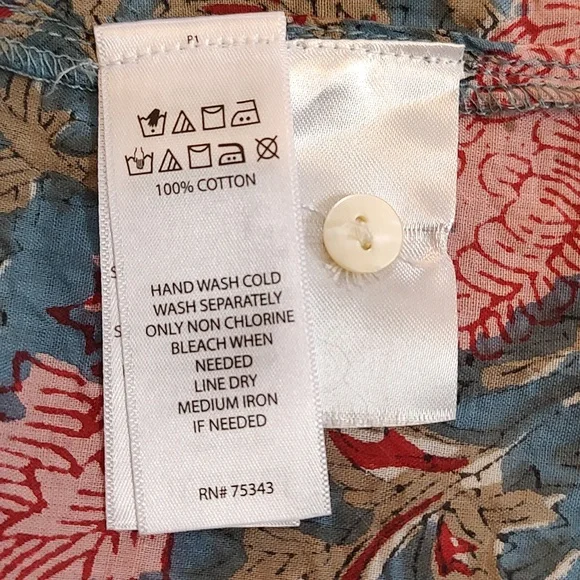 P1
100% COTTON
HAND WASH COLD
WASH SEPARATELY
ONLY NON CHLORINE
BLEACH WHEN
NEEDED
LINE DRY
MEDIUM IRON
IF NEEDED
RN# 75343
S
S